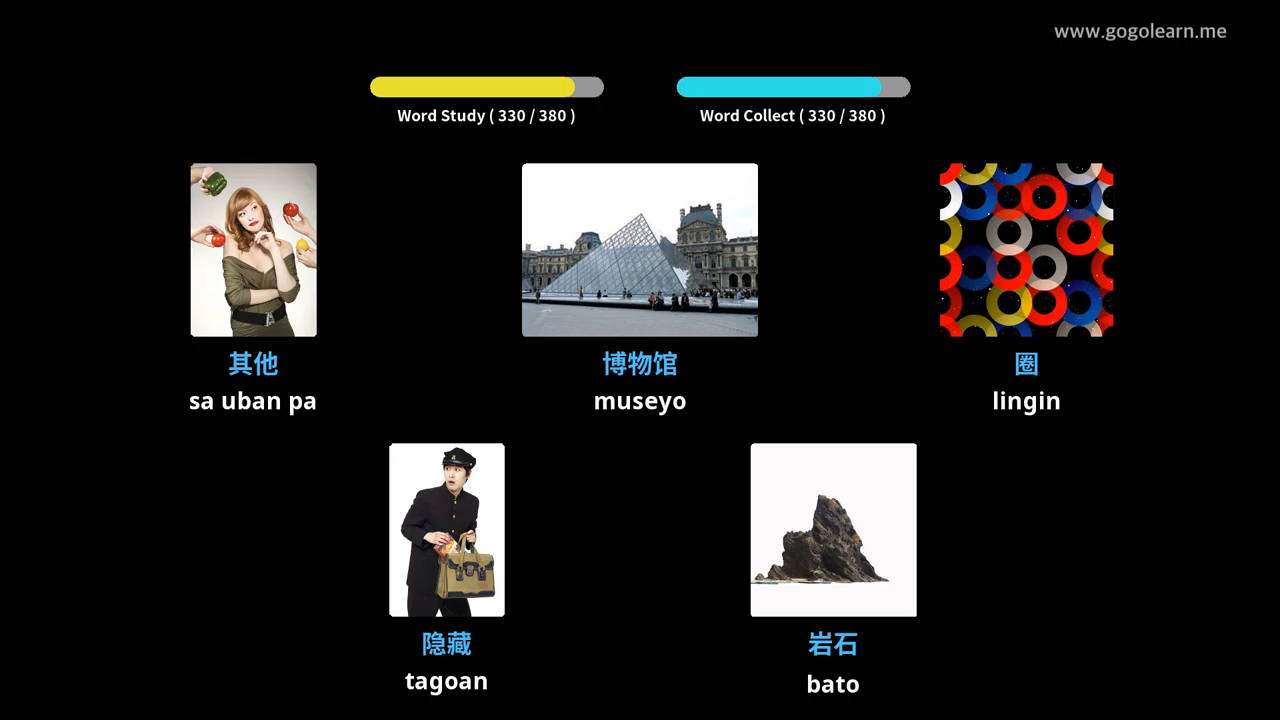 www.gogolearn.me
Word Study ( 330 / 380 )
Word Collect ( 330 / 380 )
其他
sa uban pa
博物馆
museyo
圈
lingin
隐藏
tagoan
岩石
bato